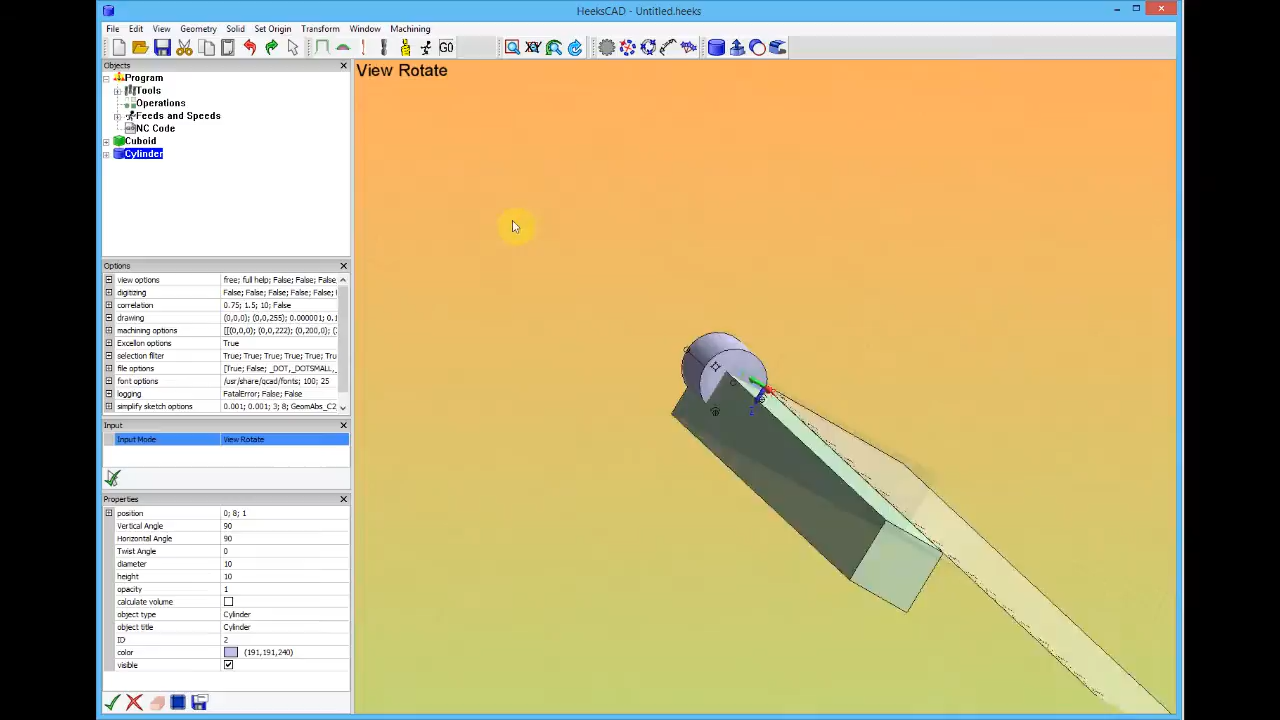 HeeksCAD - Untitled.heeks
File Edit View Geometry Solid Set Origin Transform Window Machining
G0
XY
Objects
Program
Tools
Operations
Feeds and Speeds
NC Code
Cuboid
Cylinder
View Rotate
Options
view options free; full help; False; False; False,
digitizing False; False; False; False; False;
correlation 0.75; 1.5; 10; False
drawing (0,0,0); (0,0,255); 0.000001; 0.
machining options [[(0,0,0); (0,0,222); (0,200,0); (
Excellon options True
selection filter True; True; True; True; True; True
file options [True; False; _DOT,_DOTSMALL,_
font options /usr/share/qcad/fonts; 100; 25
logging FatalError; False; False
simplify sketch options 0.001; 0.001; 3; 8; GeomAbs_C2
Input
Input Mode View Rotate
Properties
position 0; 8; 1
Vertical Angle 90
Horizontal Angle 90
Twist Angle 0
diameter 10
height 10
opacity 1
calculate volume
object type Cylinder
object title Cylinder
ID 2
color (191,191,240)
visible